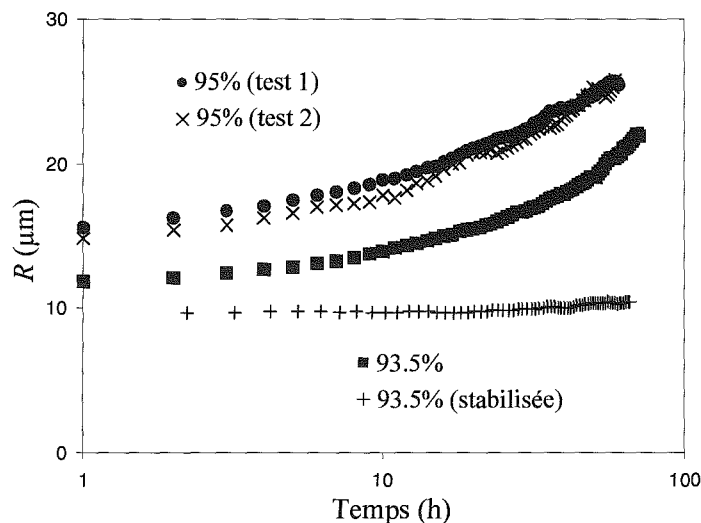 30
95% (test 1)
95% (test 2)
20
R (µm)
10
93.5%
93.5% (stabilisée)
0
1
10
100
Temps (h)